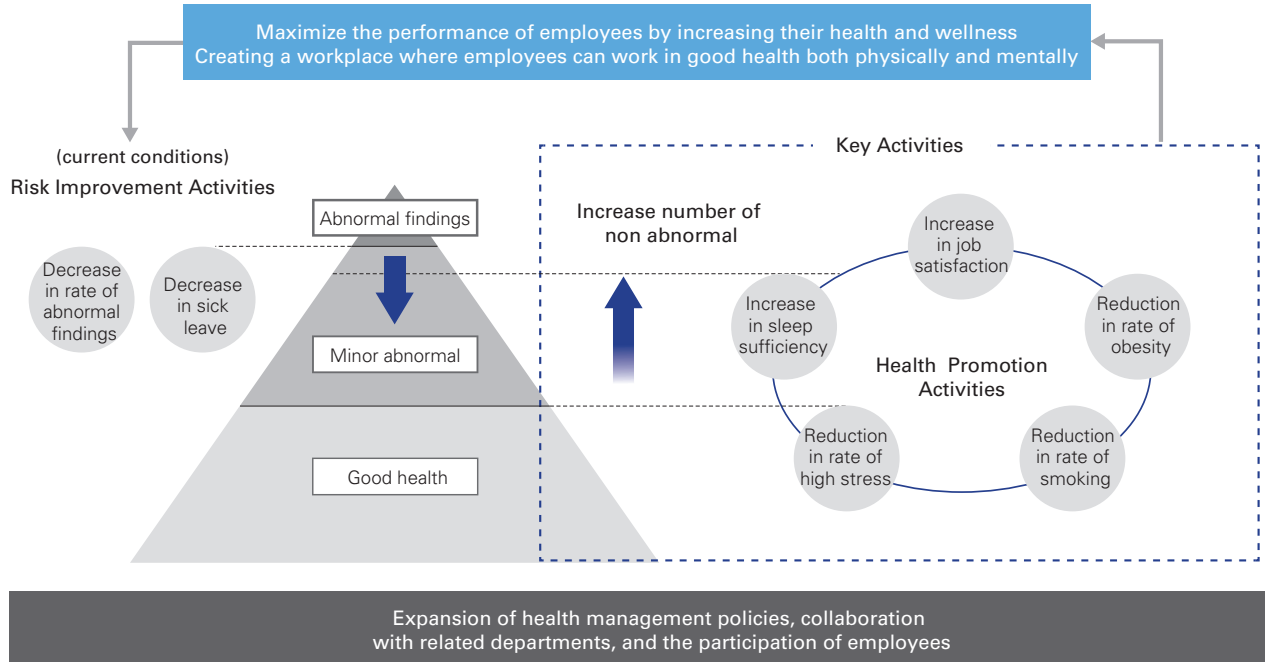 Maximize the performance of employees by increasing their health and wellness
Creating a workplace where employees can work in good health both physically and mentally
(current conditions)
Risk Improvement Activities
Decrease
in rate of
abnormal
findings
Decrease
in sick
leave
Abnormal findings
Minor abnormal
Good health
Key Activities
Increase number of
non abnormal
Increase
in job
satisfaction
Increase
in sleep
sufficiency
Reduction
in rate of
obesity
Health Promotion
Activities
Reduction
in rate of
high stress
Reduction
in rate of
smoking
Expansion of health management policies, collaboration
with related departments, and the participation of employees